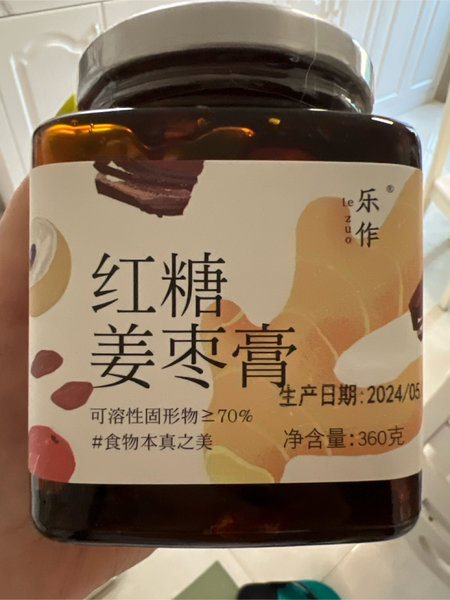 乐作®
le zuo
红糖
姜枣膏
生产日期:2024/05
可溶性固形物≥70%
#食物本真之美
净含量:360克